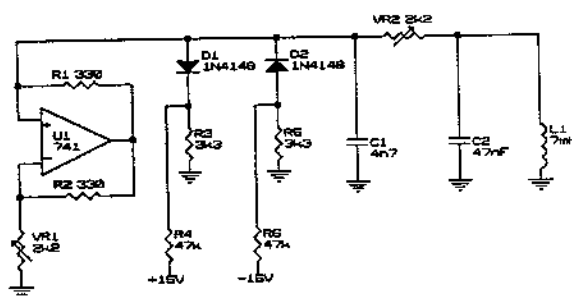 VR2 2k2
D1
1N4148
D2
1N4148
R1 330
U1
741
R2 330
R3
3k3
R6
3k3
C1
4n7
C2
47nF
L1
VR1
2k2
R4
47k
R6
47k
+15V
-15V